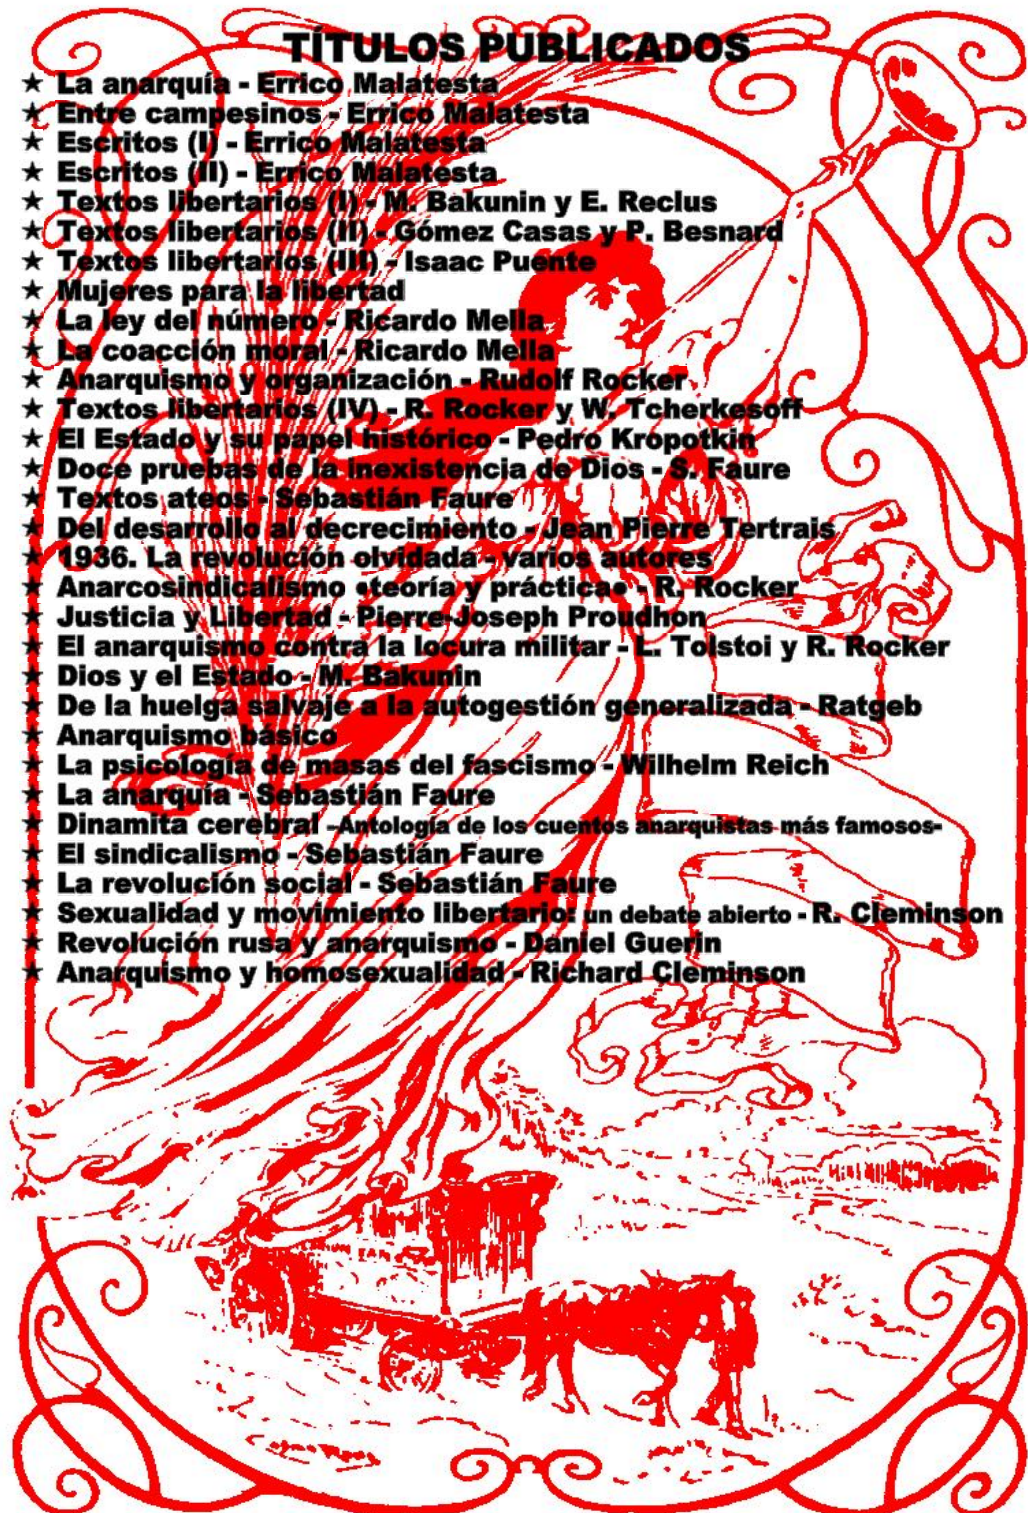 TÍTULOS PUBLICADOS
★ La anarquía - Errico Malatesta
★ Entre campesinos - Errico Malatesta
★ Escritos (I) - Errico Malatesta
★ Escritos (II) - Errico Malatesta
★ Textos libertarios (I) - M. Bakunin y E. Reclus
★ Textos libertarios (II) - Gómez Casas y P. Besnard
★ Textos libertarios (III) - Isaac Puente
★ Mujeres para la libertad
★ La ley del número - Ricardo Mella
★ La coacción moral - Ricardo Mella
★ Anarquismo y organización - Rudolf Rocker
★ Textos libertarios (IV) - R. Rocker y W. Tcherkesoff
★ El Estado y su papel histórico - Pedro Kropotkin
★ Doce pruebas de la inexistencia de Dios - S. Faure
★ Textos ateos - Sebastián Faure
★ Del desarrollo al decrecimiento - Jean Pierre Tertrais
★ 1936. La revolución olvidada - varios autores
★ Anarcosindicalismo •teoría y práctica• - R. Rocker
★ Justicia y Libertad - Pierre-Joseph Proudhon
★ El anarquismo contra la locura militar - L. Tolstoi y R. Rocker
★ Dios y el Estado - M. Bakunin
★ De la huelga salvaje a la autogestión generalizada - Ratgeb
★ Anarquismo básico
★ La psicología de masas del fascismo - Wilhelm Reich
★ La anarquía - Sebastián Faure
★ Dinamita cerebral -Antología de los cuentos anarquistas más famosos-
★ El sindicalismo - Sebastián Faure
★ La revolución social - Sebastián Faure
★ Sexualidad y movimiento libertario: un debate abierto - R. Cleminson
★ Revolución rusa y anarquismo - Daniel Guerin
★ Anarquismo y homosexualidad - Richard Cleminson